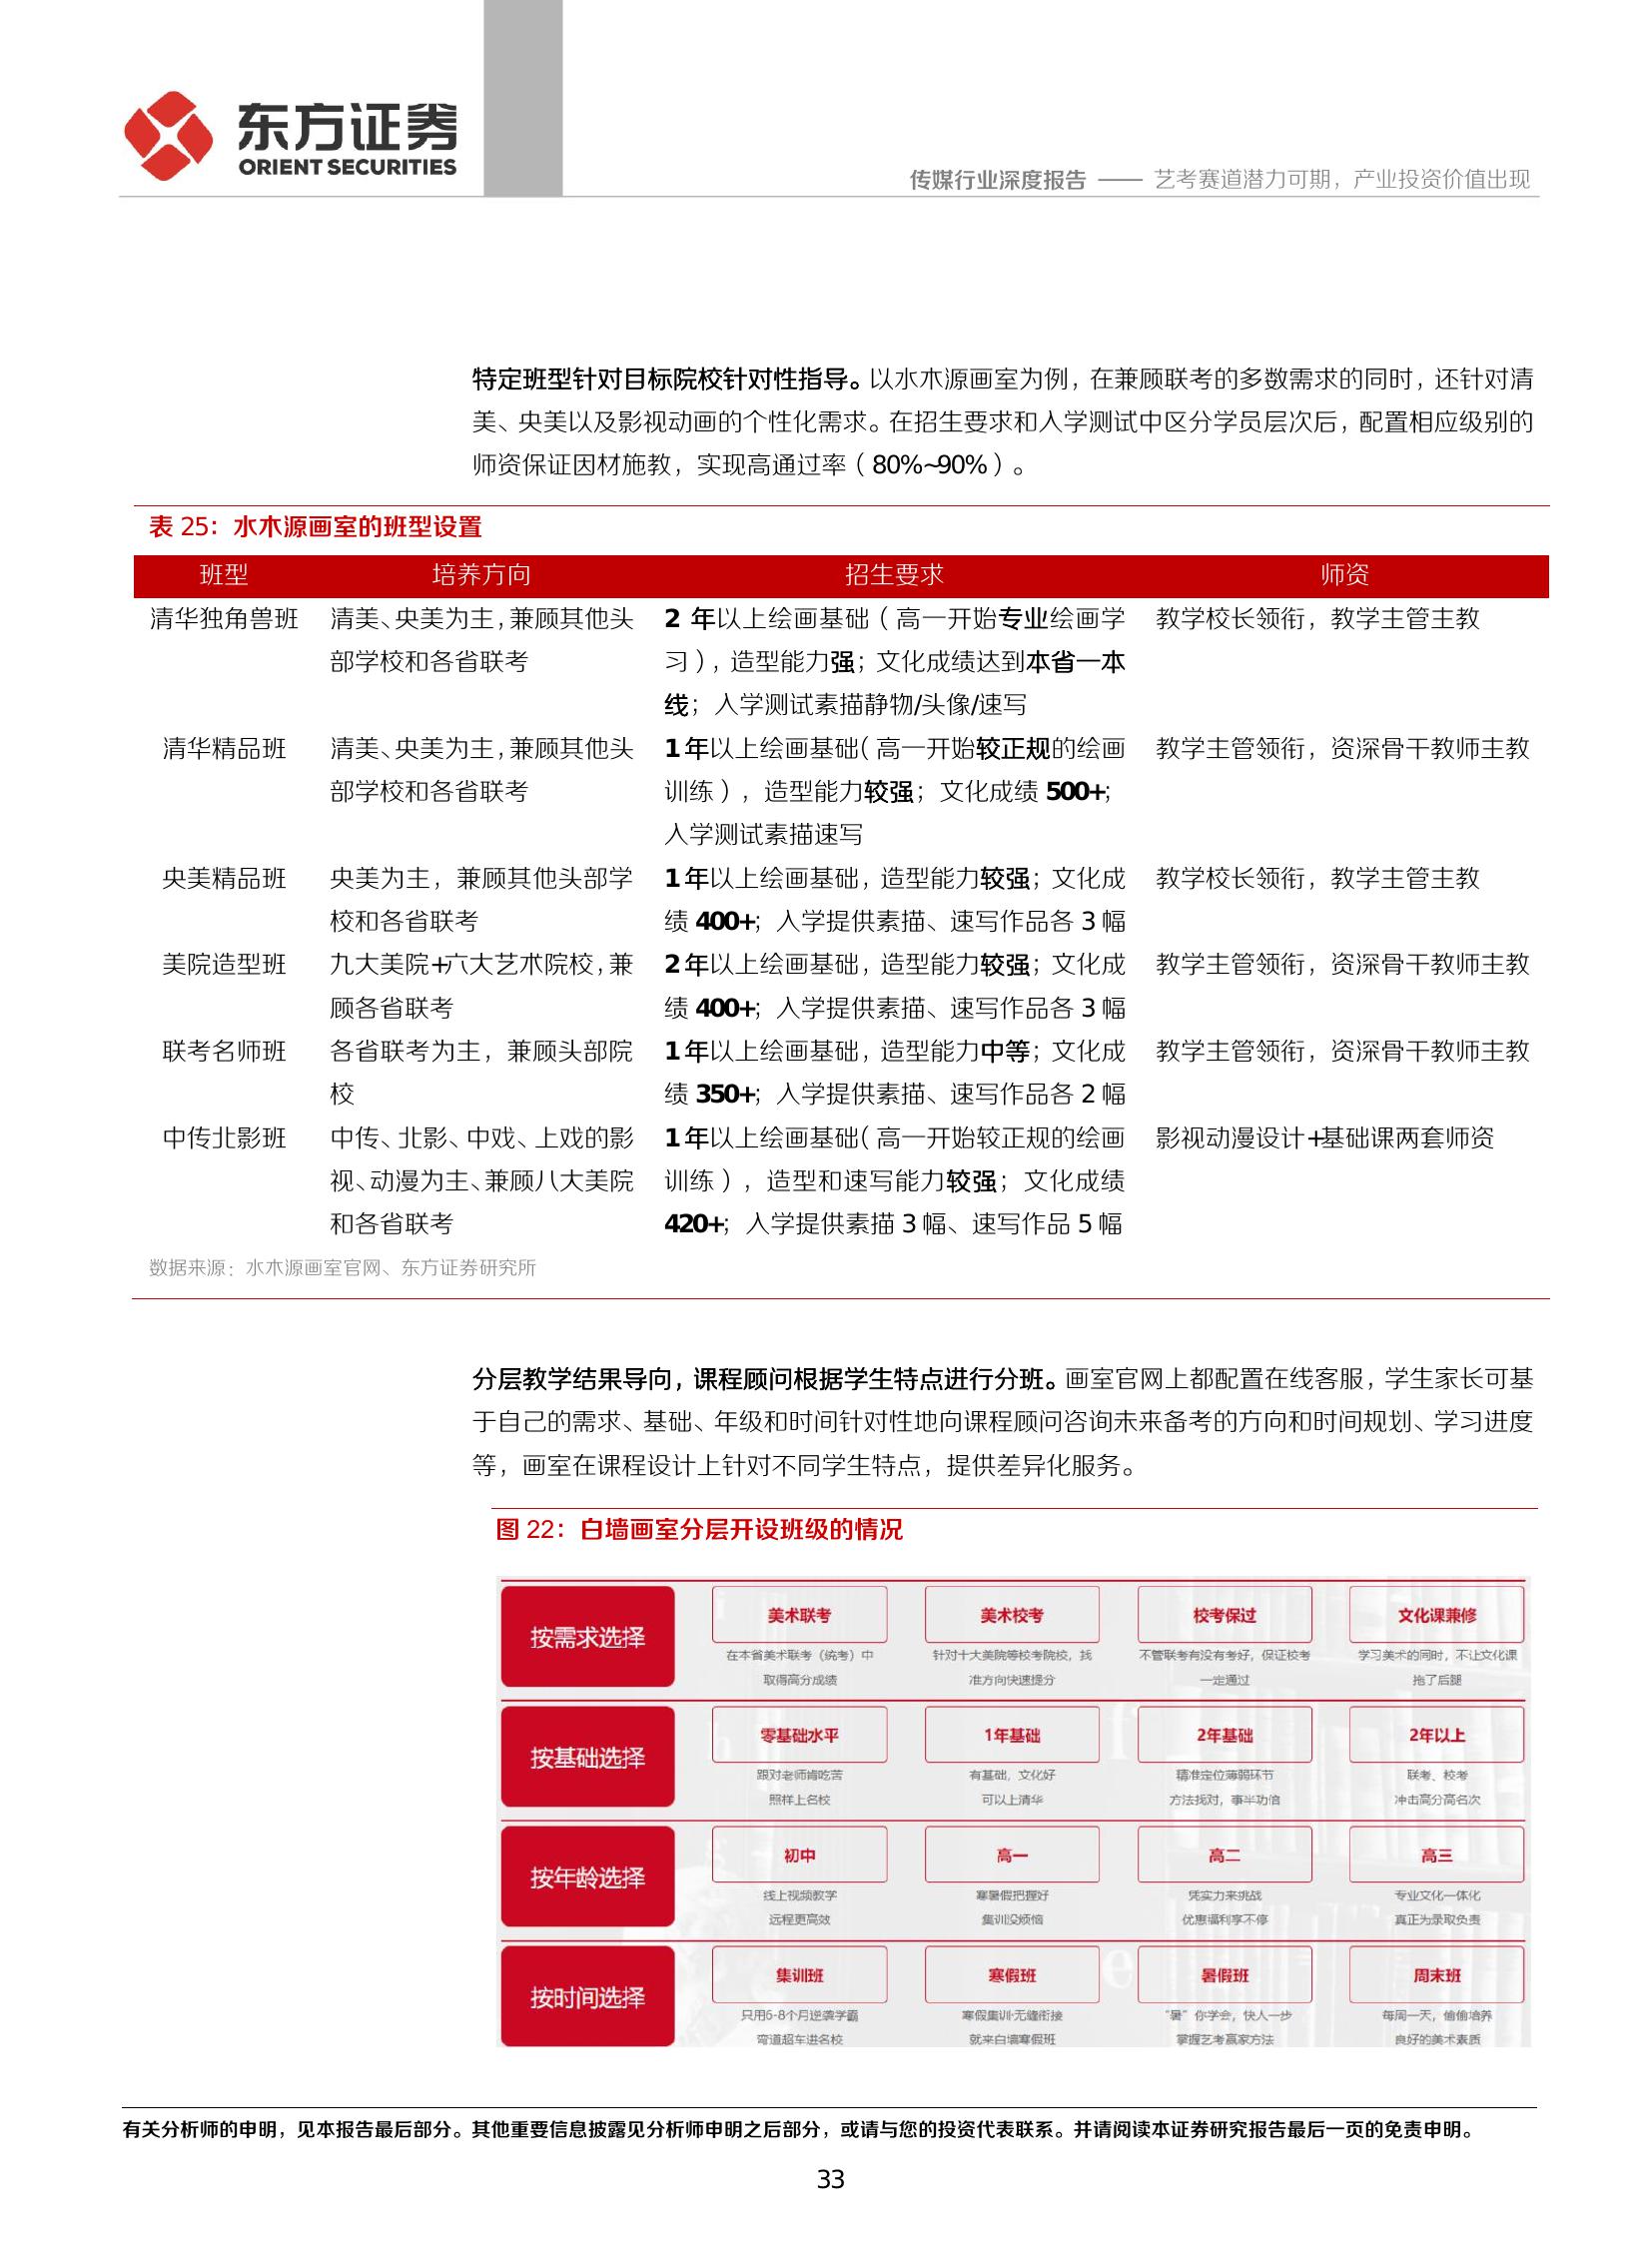 东方证券
ORIENT SECURITIES
传媒行业深度报告 —— 艺考赛道潜力可期，产业投资价值出现
特定班型针对目标院校针对性指导。以水木源画室为例，在兼顾联考的多数需求的同时，还针对清
美、央美以及影视动画的个性化需求。在招生要求和入学测试中区分学员层次后，配置相应级别的
师资保证因材施教，实现高通过率（80%~90%）。
表 25：水木源画室的班型设置
班型 培养方向 招生要求 师资
清华独角兽班 清美、央美为主，兼顾其他头 2 年以上绘画基础（高一开始专业绘画学 教学校长领衔，教学主管主教
部学校和各省联考 习），造型能力强；文化成绩达到本省一本
线；入学测试素描静物/头像/速写
清华精品班 清美、央美为主，兼顾其他头 1年以上绘画基础（高一开始较正规的绘画 教学主管领衔，资深骨干教师主教
部学校和各省联考 训练），造型能力较强；文化成绩 500+；
入学测试素描速写
央美精品班 央美为主，兼顾其他头部学 1年以上绘画基础，造型能力较强；文化成 教学校长领衔，教学主管主教
校和各省联考 绩 400+；入学提供素描、速写作品各 3 幅
美院造型班 九大美院+六大艺术院校，兼 2年以上绘画基础，造型能力较强；文化成 教学主管领衔，资深骨干教师主教
顾各省联考 绩 400+；入学提供素描、速写作品各 3 幅
联考名师班 各省联考为主，兼顾头部院 1年以上绘画基础，造型能力中等；文化成 教学主管领衔，资深骨干教师主教
校 绩 350+；入学提供素描、速写作品各 2 幅
中传北影班 中传、北影、中戏、上戏的影 1年以上绘画基础（高一开始较正规的绘画 影视动漫设计+基础课两套师资
视、动漫为主、兼顾八大美院 训练），造型和速写能力较强；文化成绩
和各省联考 420+；入学提供素描 3 幅、速写作品 5 幅
数据来源：水木源画室官网、东方证券研究所
分层教学结果导向，课程顾问根据学生特点进行分班。画室官网上都配置在线客服，学生家长可基
于自己的需求、基础、年级和时间针对性地向课程顾问咨询未来备考的方向和时间规划、学习进度
等，画室在课程设计上针对不同学生特点，提供差异化服务。
图 22：白墙画室分层开设班级的情况
按需求选择 美术联考 美术校考 校考保过 文化课兼修
在本省美术联考（统考）中 针对十大美院等校考院校，找 不管联考有没有考好，保证校考 学习美术的同时，不让文化课
取得高分成绩 准方向快速提分 一定通过 拖了后腿
按基础选择 零基础水平 1年基础 2年基础 2年以上
跟对老师肯吃苦 有基础，文化好 精准定位薄弱环节 联考、校考
照样上名校 可以上清华 方法找对，事半功倍 冲击高分高名次
按年龄选择 初中 高一 高二 高三
线上视频教学 寒暑假把握好 凭实力来挑战 专业文化一体化
远程更高效 集训没烦恼 优惠福利享不停 真正为录取负责
按时间选择 集训班 寒假班 暑假班 周末班
只用6-8个月逆袭学霸 寒假集训·无缝衔接 “暑”你学会，快人一步 每周一天，偷偷培养
弯道超车进名校 就来白墙寒假班 掌握艺考赢家方法 良好的美术素质
有关分析师的申明，见本报告最后部分。其他重要信息披露见分析师申明之后部分，或请与您的投资代表联系。并请阅读本证券研究报告最后一页的免责申明。
33